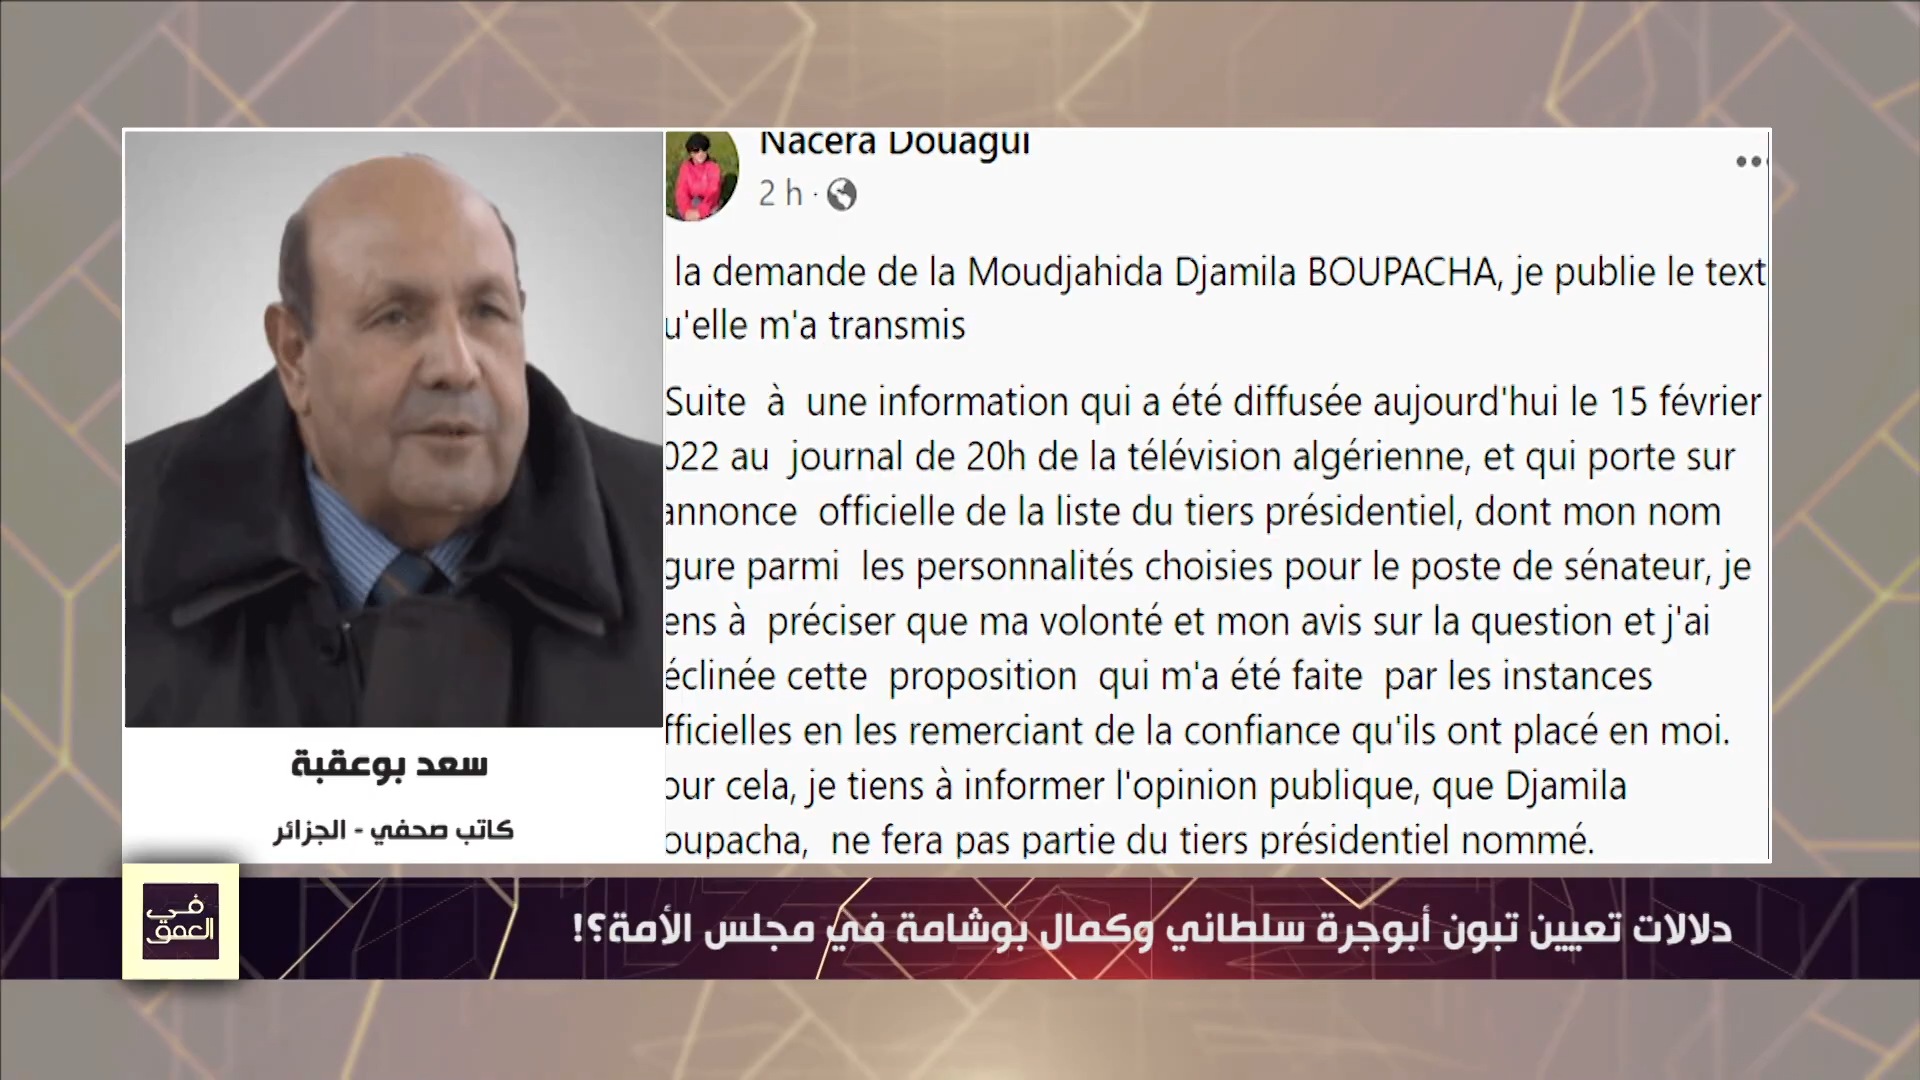 Nacera Douagui
2 h ·
la demande de la Moudjahida Djamila BOUPACHA, je publie le text
u'elle m'a transmis
Suite à une information qui a été diffusée aujourd'hui le 15 février
022 au journal de 20h de la télévision algérienne, et qui porte sur
annonce officielle de la liste du tiers présidentiel, dont mon nom
gure parmi les personnalités choisies pour le poste de sénateur, je
ens à préciser que ma volonté et mon avis sur la question et j'ai
éclinée cette proposition qui m'a été faite par les instances
fficielles en les remerciant de la confiance qu'ils ont placé en moi.
our cela, je tiens à informer l'opinion publique, que Djamila
oupacha, ne fera pas partie du tiers présidentiel nommé.
سعد بوعقبة
كاتب صحفي - الجزائر
في
العمق
دلالات تعيين تبون أبوجرة سلطاني وكمال بوشامة في مجلس الأمة؟!